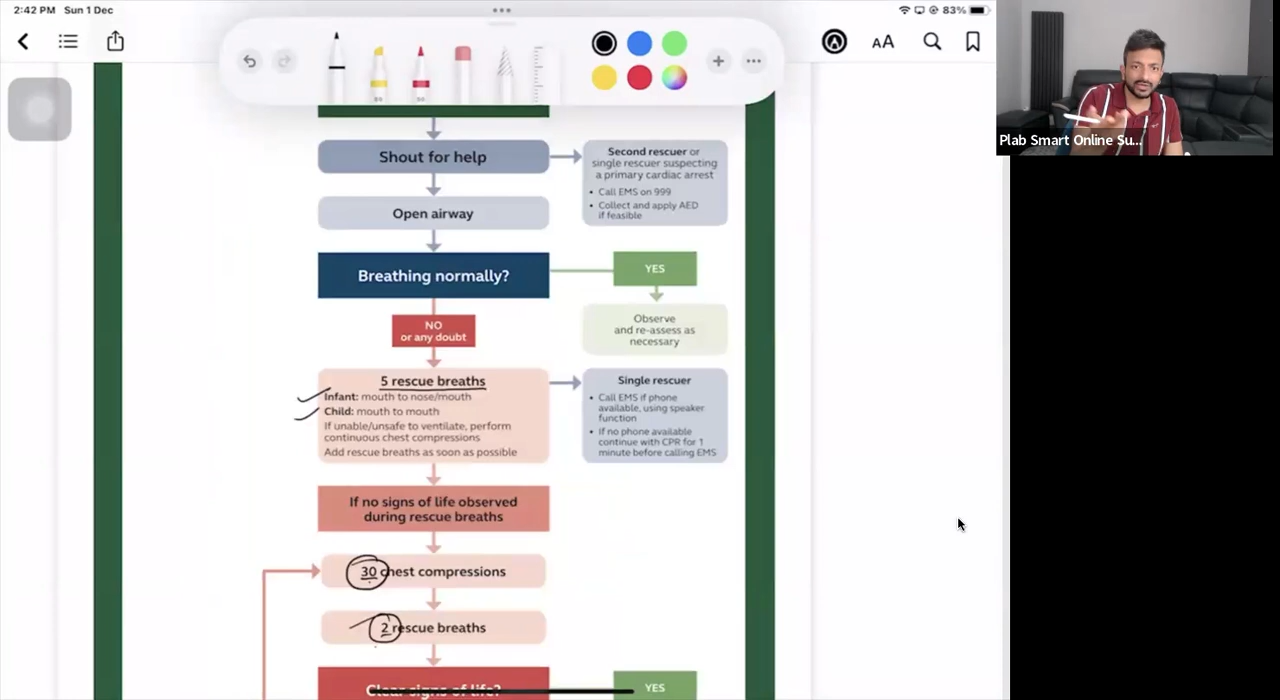 2:42 PM Sun 1 Dec
83%
AA
Plab Smart Online Su...
Shout for help
Second rescuer or
single rescuer suspecting
a primary cardiac arrest
• Call EMS on 999
• Collect and apply AED
if feasible
Open airway
Breathing normally?
YES
NO
or any doubt
Observe
and re-assess as
necessary
5 rescue breaths
Infant: mouth to nose/mouth
Child: mouth to mouth
If unable/unsafe to ventilate, perform
continuous chest compressions
Add rescue breaths as soon as possible
Single rescuer
• Call EMS if phone
available, using speaker
function
• If no phone available
continue with CPR for 1
minute before calling EMS
If no signs of life observed
during rescue breaths
30 chest compressions
2 rescue breaths
Clear signs of life?
YES